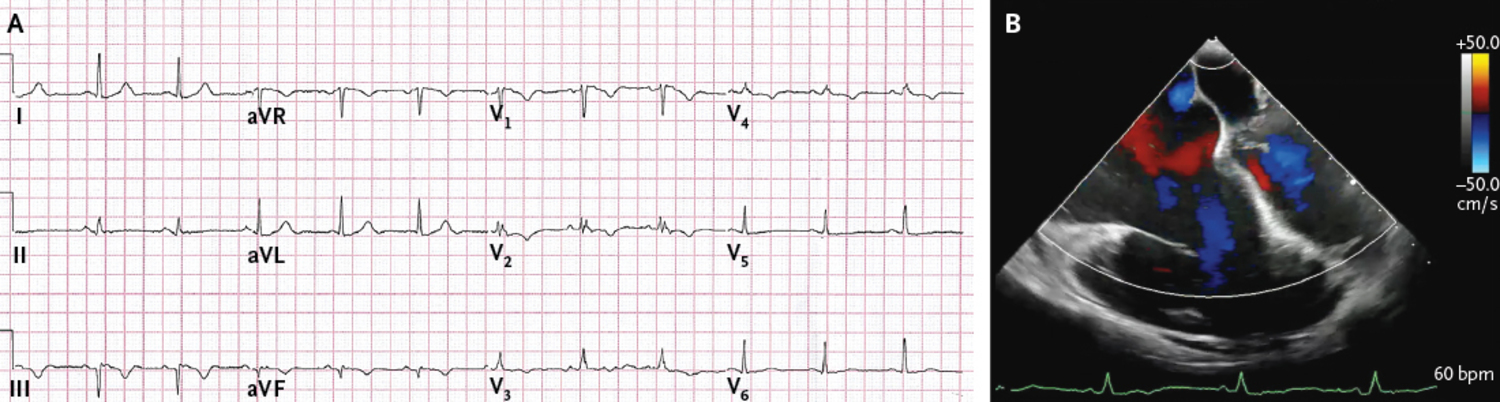 A
I
aVR
V1
V4
II
aVL
V2
V5
III
aVF
V3
V6
B
+50.0
−50.0
cm/s
60 bpm